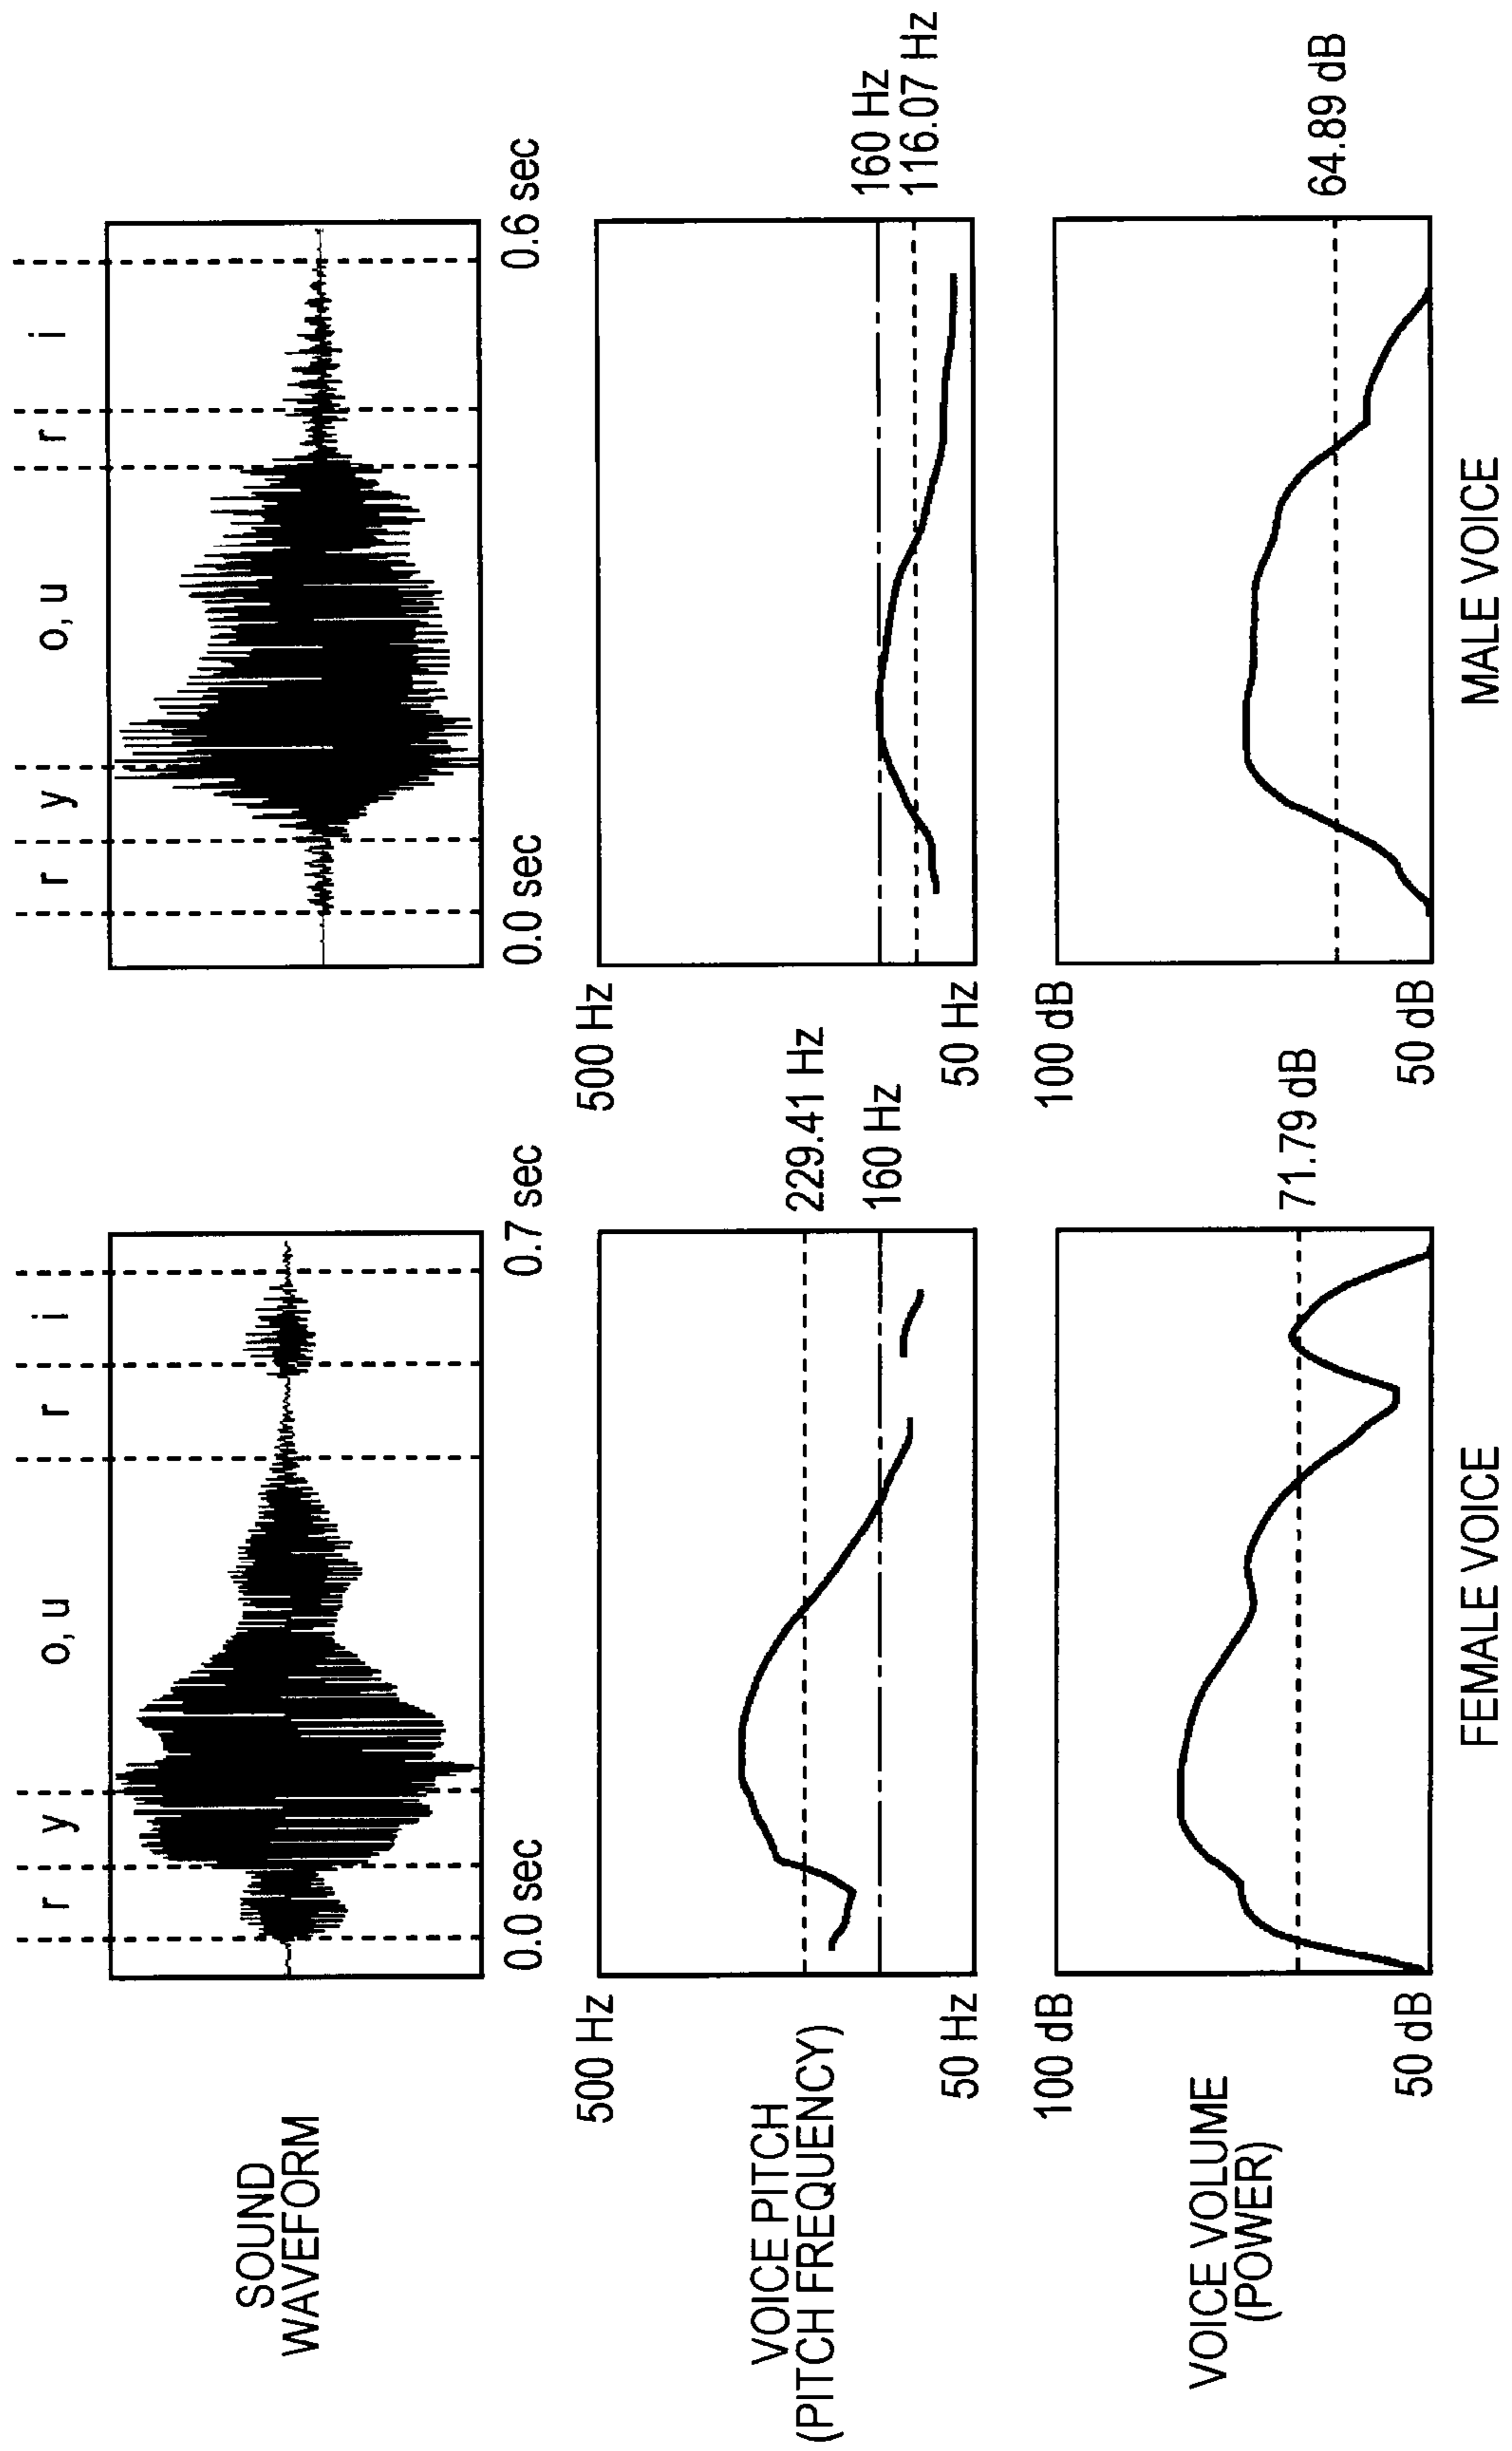 r y o, u r i
r y o, u r i
SOUND
WAVEFORM
0.0 sec 0.7 sec
0.0 sec 0.6 sec
500 Hz
500 Hz
VOICE PITCH
(PITCH FREQUENCY)
229.41 Hz
160 Hz
160 Hz
116.07 Hz
50 Hz
50 Hz
100 dB
100 dB
VOICE VOLUME
(POWER)
71.79 dB
64.89 dB
50 dB
50 dB
FEMALE VOICE
MALE VOICE